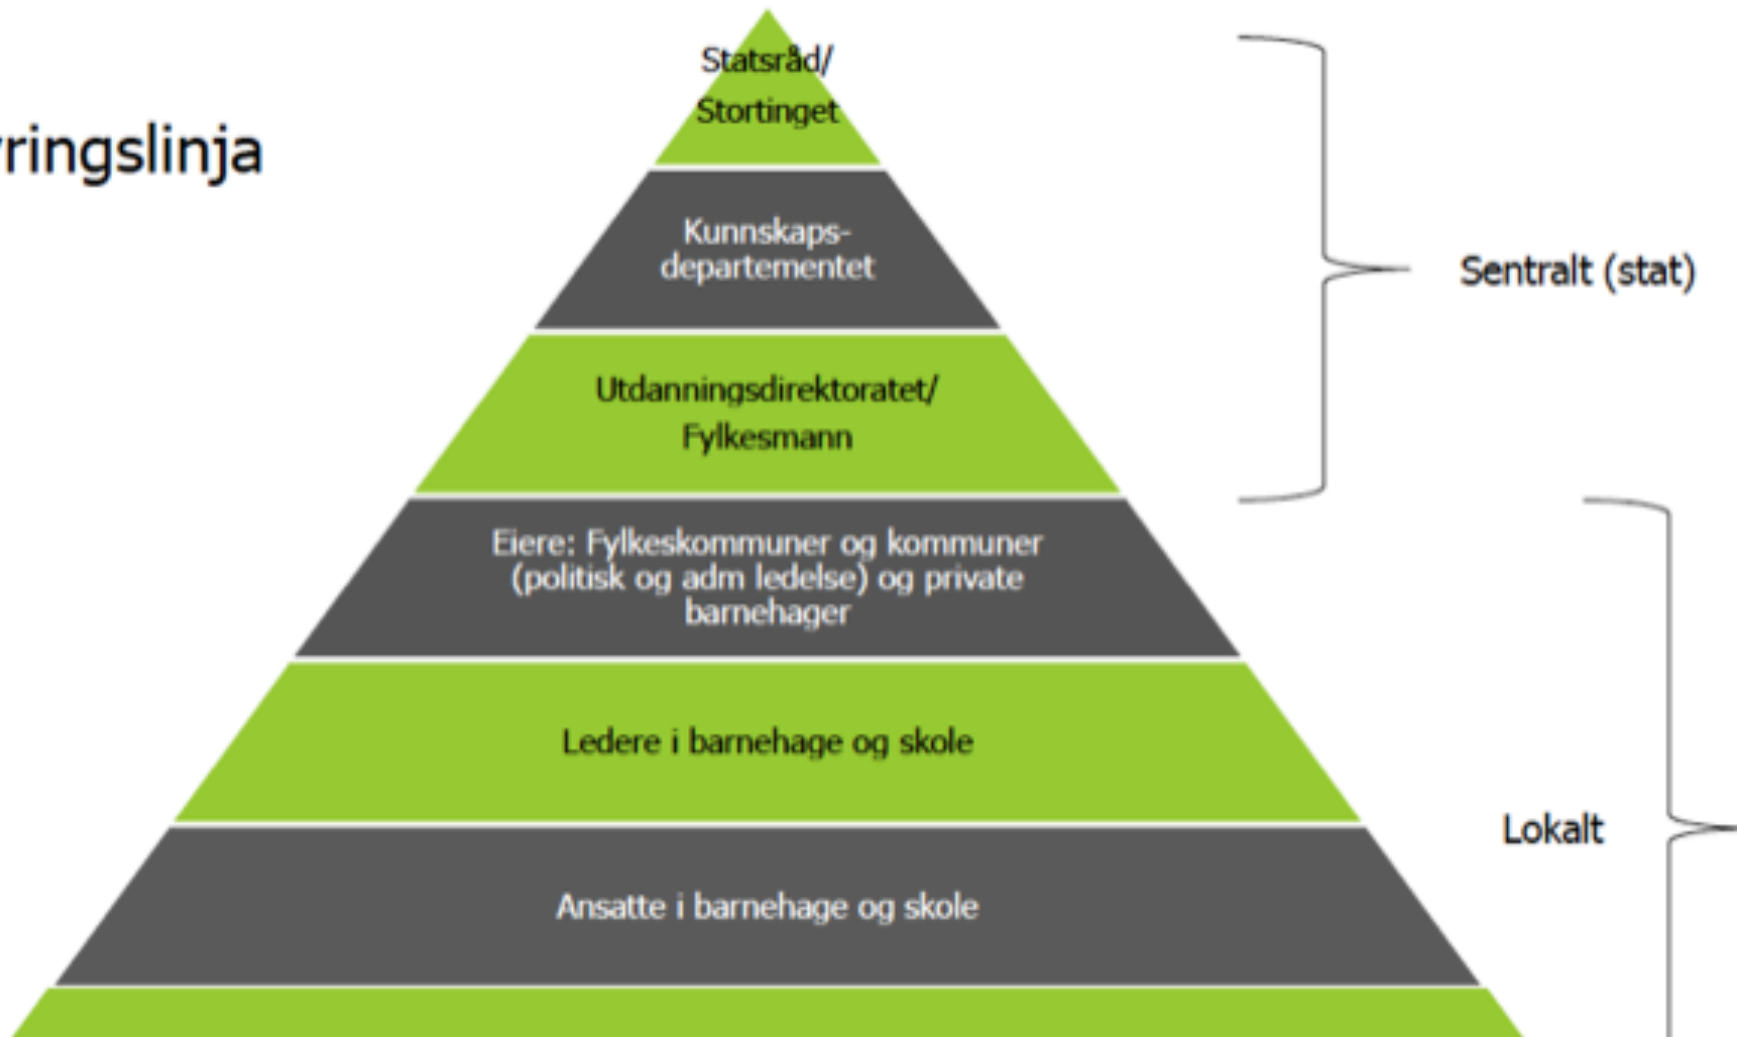 Statsråd/
Stortinget
ringslinja
Kunnskaps-
departementet
Sentralt (stat)
Utdanningsdirektoratet/
Fylkesmann
Eiere: Fylkeskommuner og kommuner
(politisk og adm ledelse) og private
barnehager
Ledere i barnehage og skole
Lokalt
Ansatte i barnehage og skole